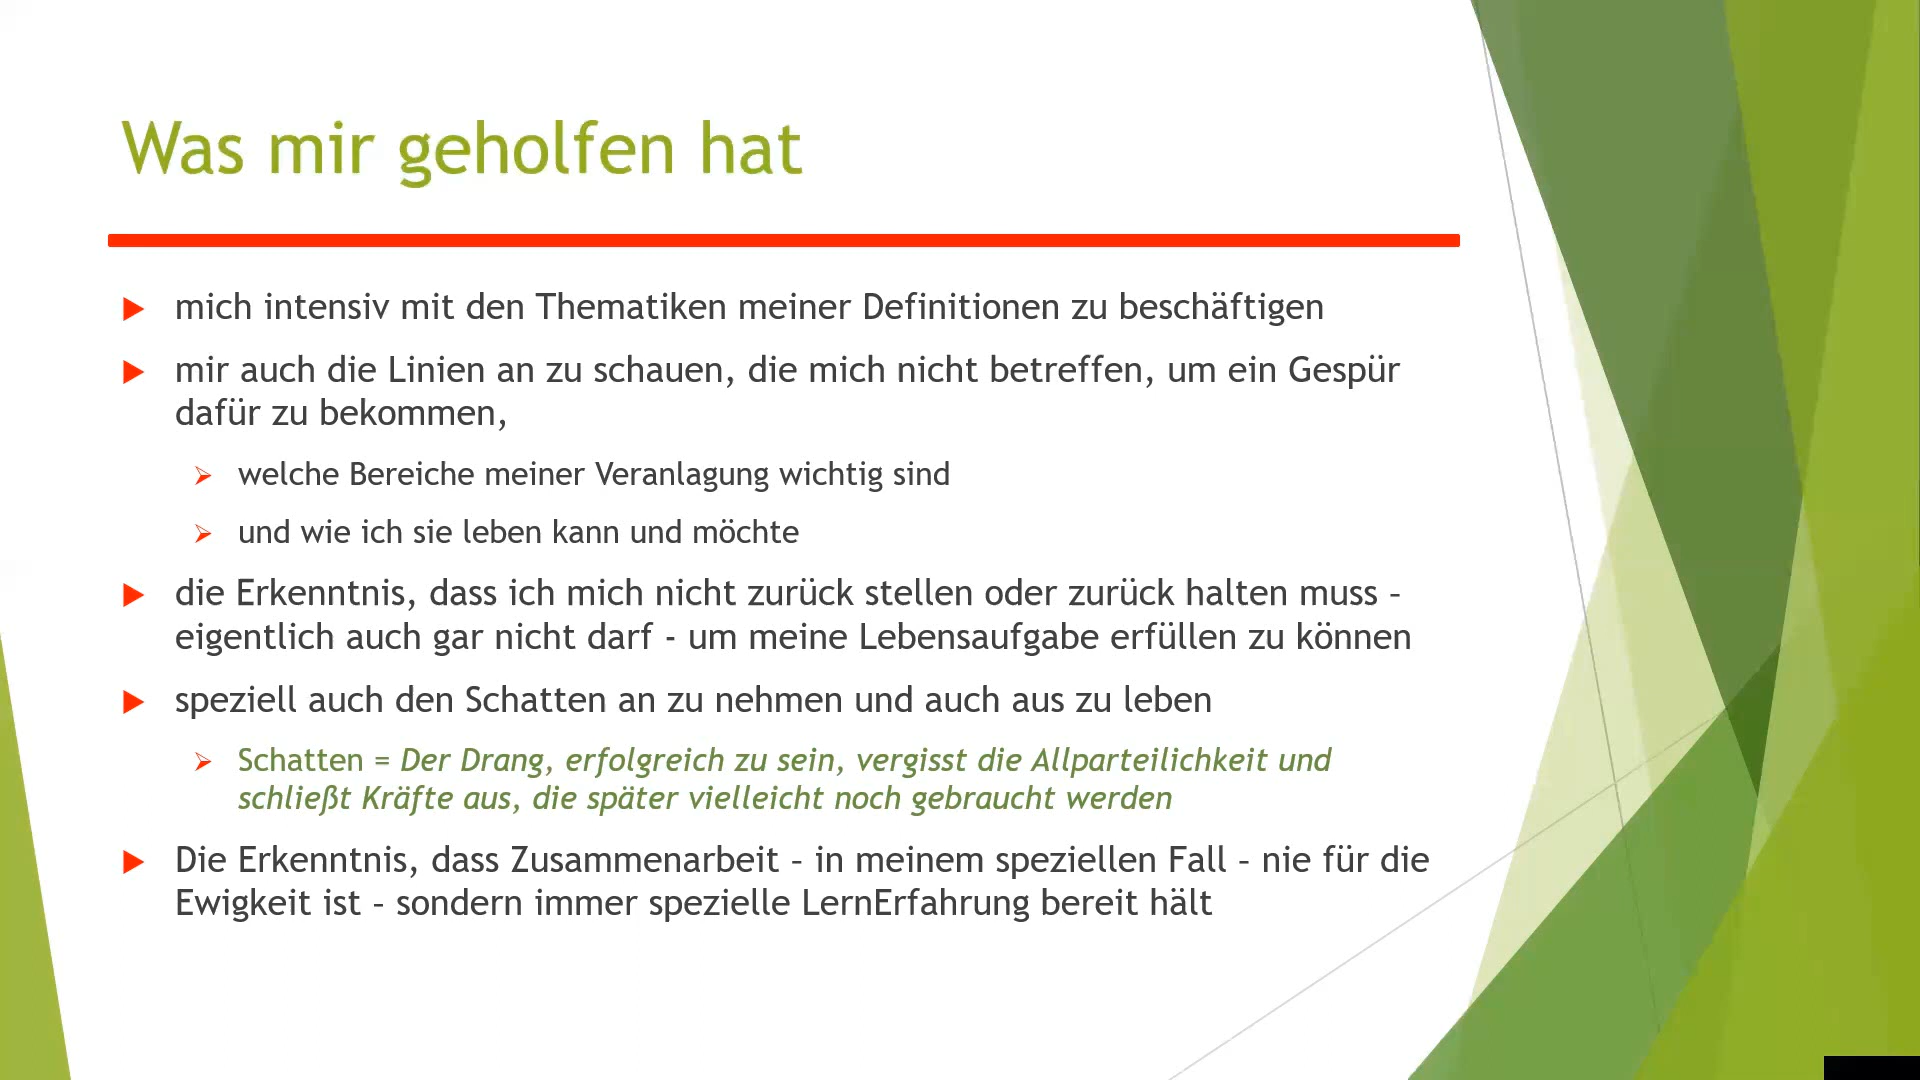 Was mir geholfen hat
mich intensiv mit den Thematiken meiner Definitionen zu beschäftigen
mir auch die Linien an zu schauen, die mich nicht betreffen, um ein Gespür
dafür zu bekommen,
welche Bereiche meiner Veranlagung wichtig sind
und wie ich sie leben kann und möchte
die Erkenntnis, dass ich mich nicht zurück stellen oder zurück halten muss –
eigentlich auch gar nicht darf - um meine Lebensaufgabe erfüllen zu können
speziell auch den Schatten an zu nehmen und auch aus zu leben
Schatten = Der Drang, erfolgreich zu sein, vergisst die Allparteilichkeit und
schließt Kräfte aus, die später vielleicht noch gebraucht werden
Die Erkenntnis, dass Zusammenarbeit – in meinem speziellen Fall – nie für die
Ewigkeit ist – sondern immer spezielle LernErfahrung bereit hält